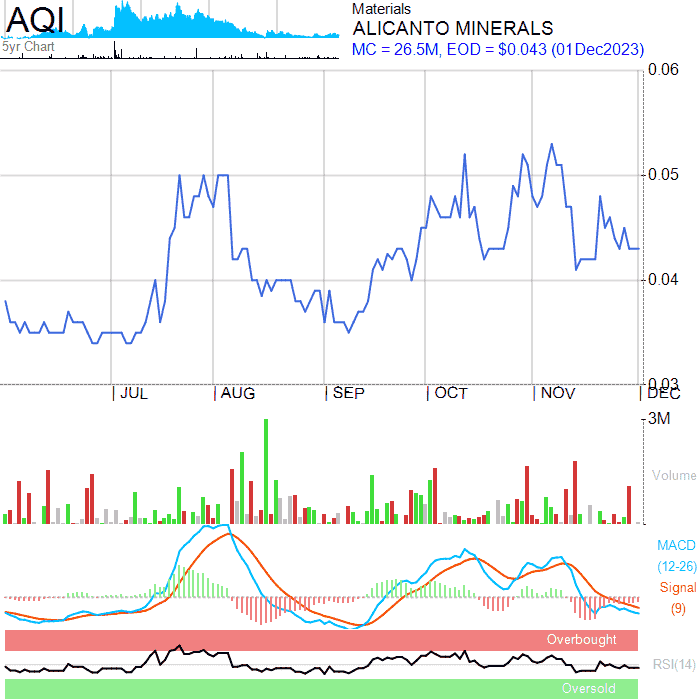 AQI
5yr Chart
Materials
ALICANTO MINERALS
MC = 26.5M, EOD = $0.043 (01Dec2023)
0.06
0.05
0.04
0.03
JUL AUG SEP OCT NOV DEC
3M
Volume
MACD
(12-26)
Signal
(9)
Overbought
RSI(14)
Oversold